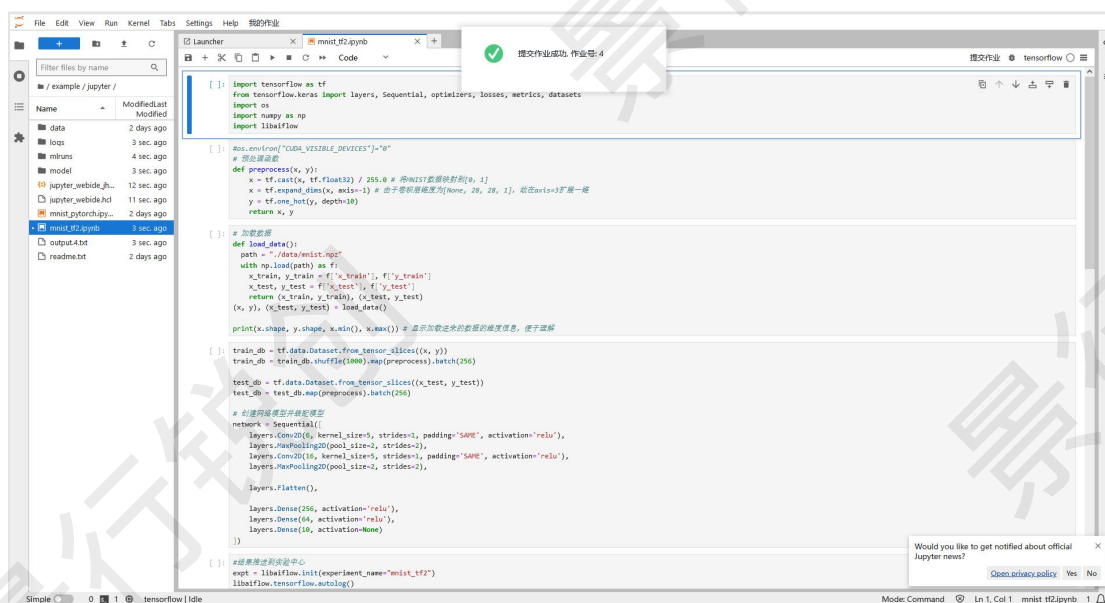 File Edit View Run Kernel Tabs Settings Help 我的作业
Launcher
mnist_tf2.ipynb
提交作业成功. 作业号: 4
Code
提交作业
tensorflow
Filter files by name
/ example / jupyter /
Name
ModifiedLast Modified
data 2 days ago
logs 3 sec. ago
mlruns 4 sec. ago
model 3 sec. ago
jupyter_webide_jh... 12 sec. ago
jupyter_webide.hcl 11 sec. ago
mnist_pytorch.ipy... 2 days ago
mnist_tf2.ipynb 3 sec. ago
output.4.txt 3 sec. ago
readme.txt 2 days ago
[ ]: import tensorflow as tf
from tensorflow.keras import layers, Sequential, optimizers, losses, metrics, datasets
import os
import numpy as np
import libaiflow
[ ]: #os.environ["CUDA_VISIBLE_DEVICES"]="0"
# 预处理函数
def preprocess(x, y):
x = tf.cast(x, tf.float32) / 255.0 # 将MNIST数据映射到[0, 1]
x = tf.expand_dims(x, axis=-1) # 由于卷积层维度为[None, 28, 28, 1]，故在axis=3扩展一维
y = tf.one_hot(y, depth=10)
return x, y
[ ]: # 加载数据
def load_data():
path = "./data/mnist.npz"
with np.load(path) as f:
x_train, y_train = f['x_train'], f['y_train']
x_test, y_test = f['x_test'], f['y_test']
return (x_train, y_train), (x_test, y_test)
(x, y), (x_test, y_test) = load_data()
print(x.shape, y.shape, x.min(), x.max()) # 显示加载进来的数据的维度信息，便于理解
[ ]: train_db = tf.data.Dataset.from_tensor_slices((x, y))
train_db = train_db.shuffle(1000).map(preprocess).batch(256)
test_db = tf.data.Dataset.from_tensor_slices((x_test, y_test))
test_db = test_db.map(preprocess).batch(256)
# 创建网络模型并装配模型
network = Sequential([
layers.Conv2D(6, kernel_size=5, strides=1, padding='SAME', activation='relu'),
layers.MaxPooling2D(pool_size=2, strides=2),
layers.Conv2D(16, kernel_size=5, strides=1, padding='SAME', activation='relu'),
layers.MaxPooling2D(pool_size=2, strides=2),
layers.Flatten(),
layers.Dense(256, activation='relu'),
layers.Dense(64, activation='relu'),
layers.Dense(10, activation=None)
])
[ ]: #结果推送到实验中心
expt = libaiflow.init(experiment_name="mnist_tf2")
libaiflow.tensorflow.autolog()
Would you like to get notified about official Jupyter news?
Open privacy policy Yes No
Simple 0 1 tensorflow | Idle
Mode: Command Ln 1, Col 1 mnist_tf2.ipynb 1
景行锐创
景行